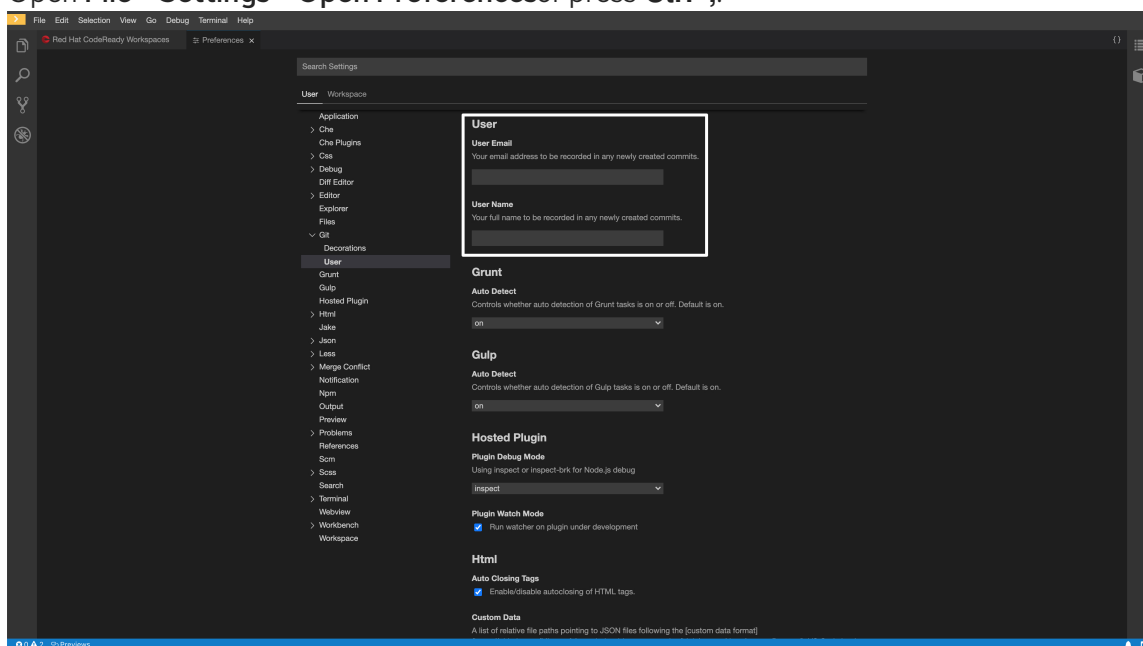 Open File > Settings > Open Preferences or press Ctrl+,.
File Edit Selection View Go Debug Terminal Help
Red Hat CodeReady Workspaces Preferences
Search Settings
User Workspace
Application
Che
Che Plugins
Css
Debug
Diff Editor
Editor
Explorer
Files
Git
Decorations
User
Grunt
Gulp
Hosted Plugin
Html
Jake
Json
Less
Merge Conflict
Notification
Npm
Output
Preview
Problems
References
Scm
Scss
Search
Terminal
Webview
Workbench
Workspace
User
User Email
Your email address to be recorded in any newly created commits.
User Name
Your full name to be recorded in any newly created commits.
Grunt
Auto Detect
Controls whether auto detection of Grunt tasks is on or off. Default is on.
on
Gulp
Auto Detect
Controls whether auto detection of Gulp tasks is on or off. Default is on.
on
Hosted Plugin
Plugin Debug Mode
Using inspect or inspect-brk for Node.js debug
inspect
Plugin Watch Mode
Run watcher on plugin under development
Html
Auto Closing Tags
Enable/disable autoclosing of HTML tags.
Custom Data
A list of relative file paths pointing to JSON files following the [custom data format]
0 2 Previews